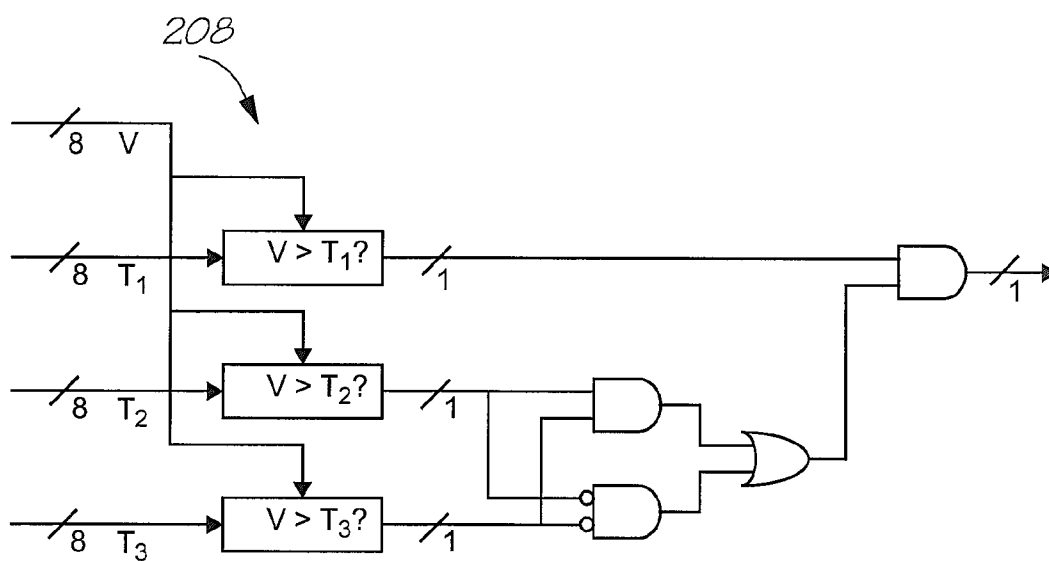 208
8 V
8 T₁
V > T₁?
1
1
8 T₂
V > T₂?
1
8 T₃
V > T₃?
1